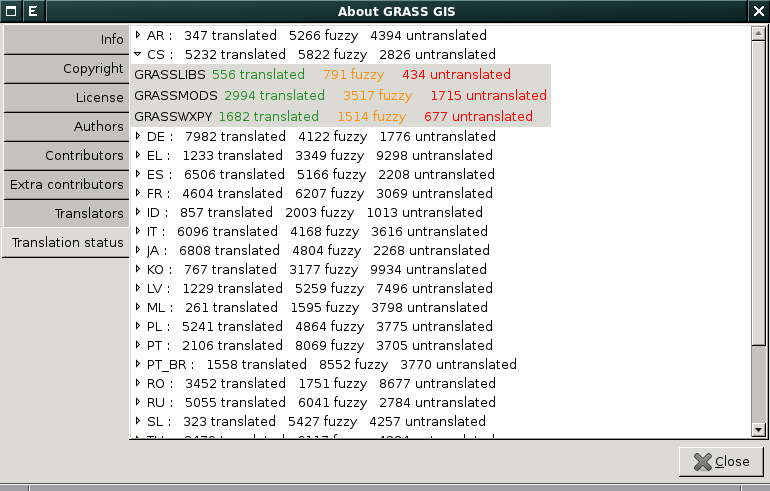 About GRASS GIS
Info
Copyright
License
Authors
Contributors
Extra contributors
Translators
Translation status
AR : 347 translated 5266 fuzzy 4394 untranslated
CS : 5232 translated 5822 fuzzy 2826 untranslated
GRASSLIBS 556 translated 791 fuzzy 434 untranslated
GRASSMODS 2994 translated 3517 fuzzy 1715 untranslated
GRASSWXPY 1682 translated 1514 fuzzy 677 untranslated
DE : 7982 translated 4122 fuzzy 1776 untranslated
EL : 1233 translated 3349 fuzzy 9298 untranslated
ES : 6506 translated 5166 fuzzy 2208 untranslated
FR : 4604 translated 6207 fuzzy 3069 untranslated
ID : 857 translated 2003 fuzzy 1013 untranslated
IT : 6096 translated 4168 fuzzy 3616 untranslated
JA : 6808 translated 4804 fuzzy 2268 untranslated
KO : 767 translated 3177 fuzzy 9934 untranslated
LV : 1229 translated 5259 fuzzy 7496 untranslated
ML : 261 translated 1595 fuzzy 3798 untranslated
PL : 5241 translated 4864 fuzzy 3775 untranslated
PT : 2106 translated 8069 fuzzy 3705 untranslated
PT_BR : 1558 translated 8552 fuzzy 3770 untranslated
RO : 3452 translated 1751 fuzzy 8677 untranslated
RU : 5055 translated 6041 fuzzy 2784 untranslated
SL : 323 translated 5427 fuzzy 4257 untranslated
Close